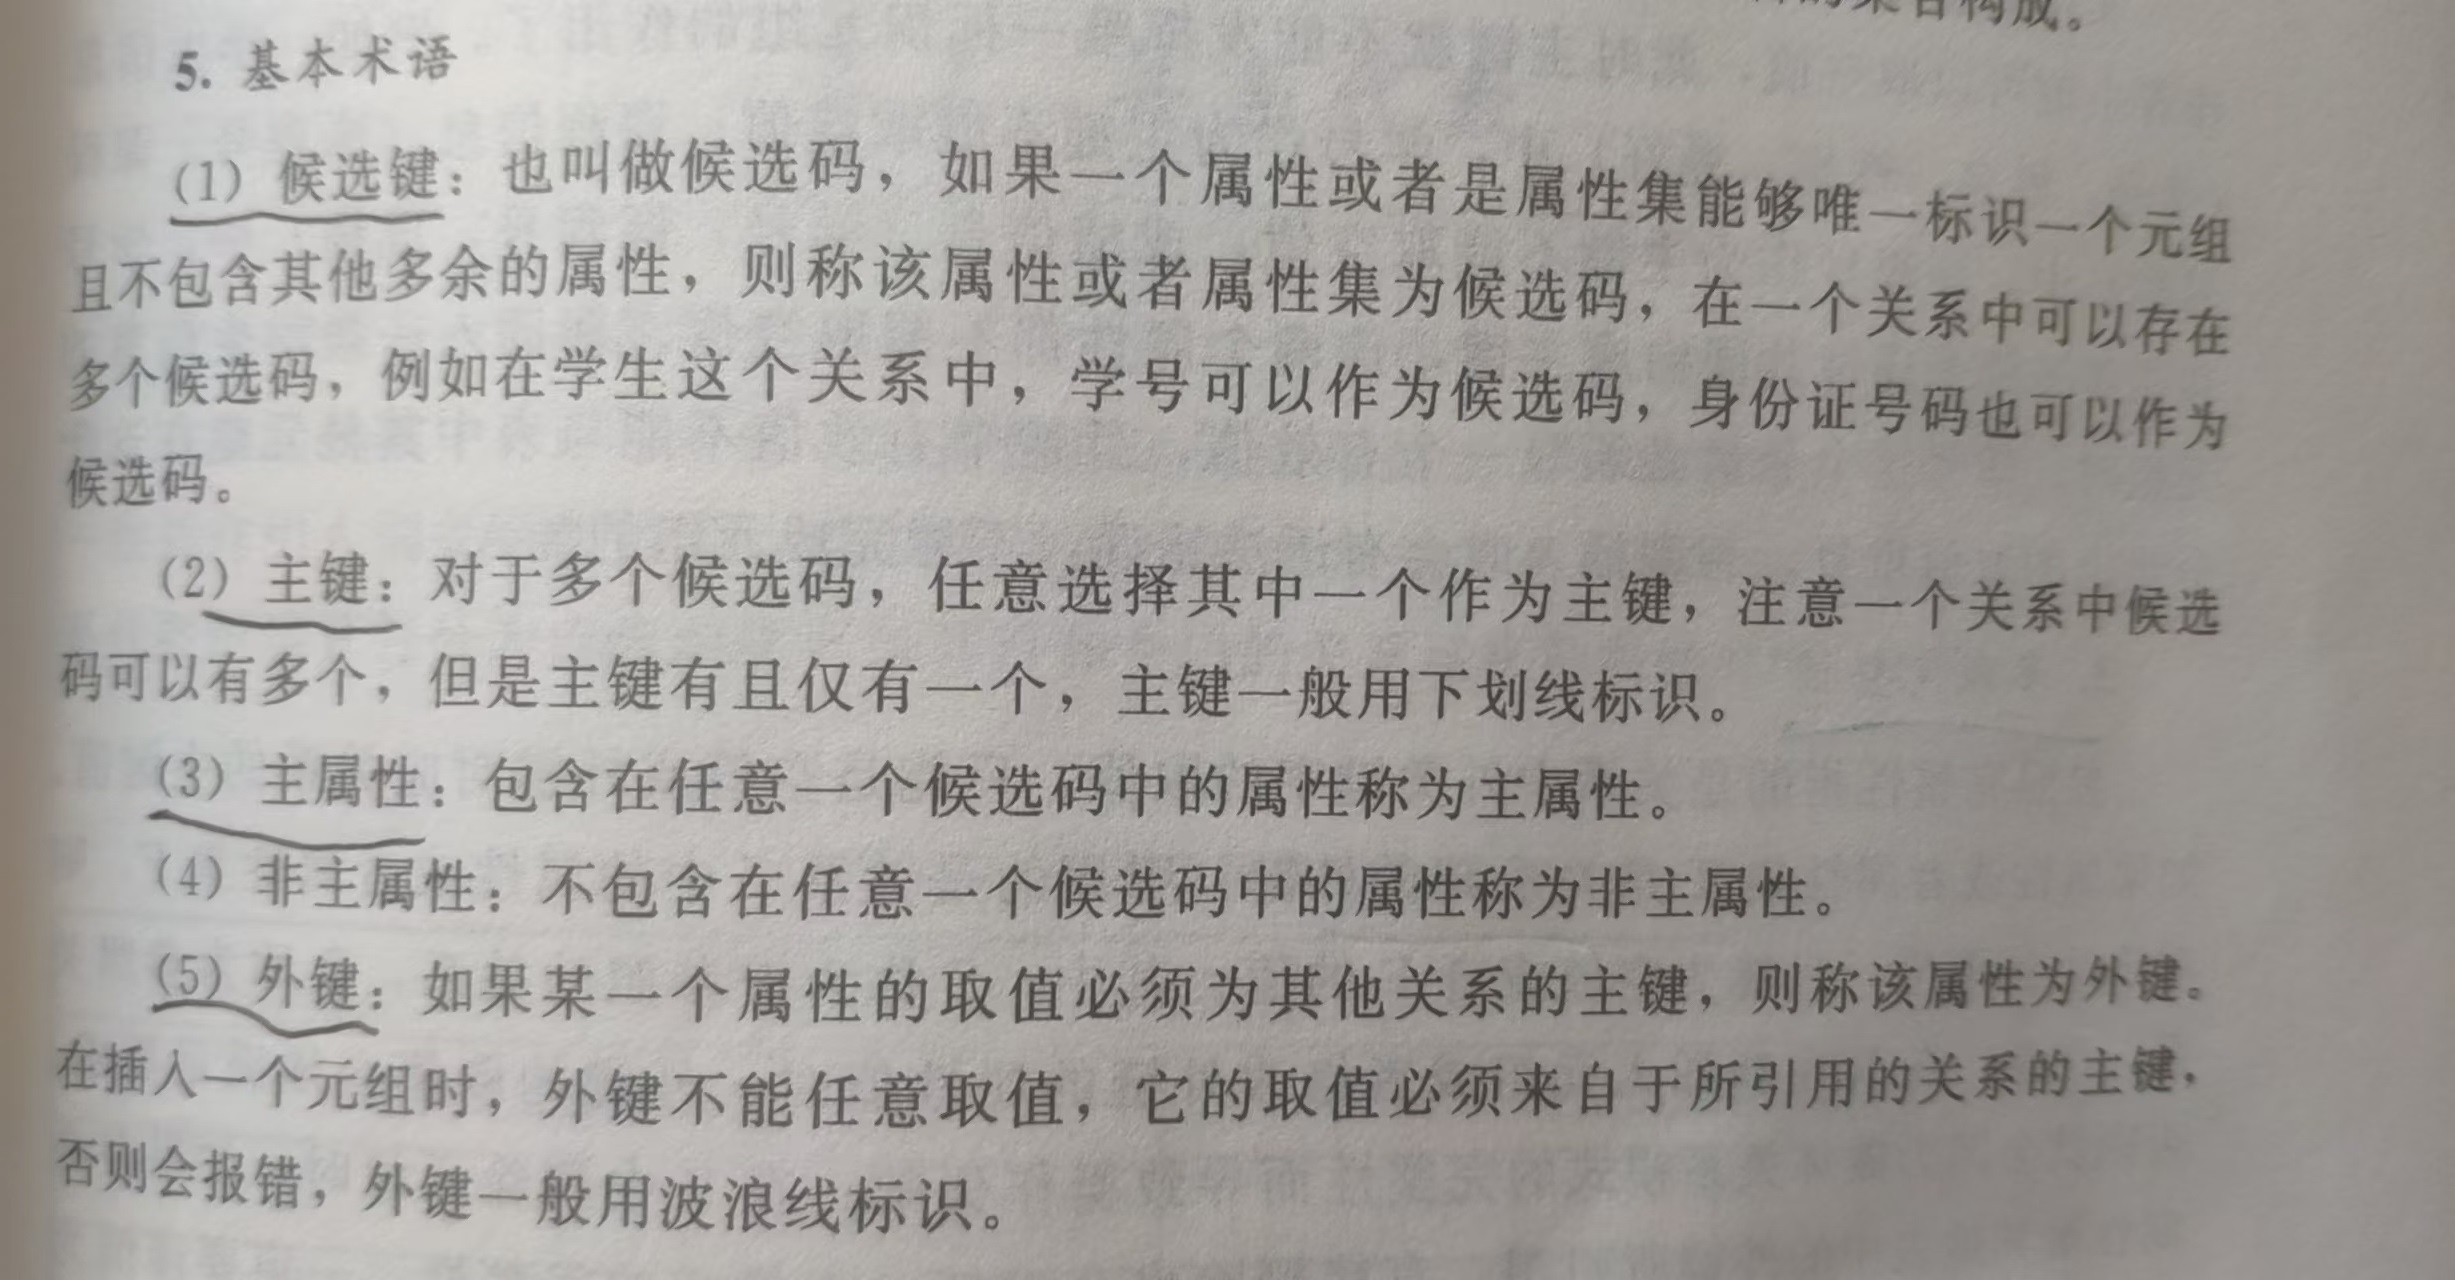 的集合构成。
5. 基本术语
(1) 候选键：也叫做候选码，如果一个属性或者是属性集能够唯一标识一个元组
且不包含其他多余的属性，则称该属性或者属性集为候选码，在一个关系中可以存在
多个候选码，例如在学生这个关系中，学号可以作为候选码，身份证号码也可以作为
候选码。
(2) 主键：对于多个候选码，任意选择其中一个作为主键，注意一个关系中候选
码可以有多个，但是主键有且仅有一个，主键一般用下划线标识。
(3) 主属性：包含在任意一个候选码中的属性称为主属性。
(4) 非主属性：不包含在任意一个候选码中的属性称为非主属性。
(5) 外键：如果某一个属性的取值必须为其他关系的主键，则称该属性为外键。
在插入一个元组时，外键不能任意取值，它的取值必须来自于所引用的关系的主键，
否则会报错，外键一般用波浪线标识。